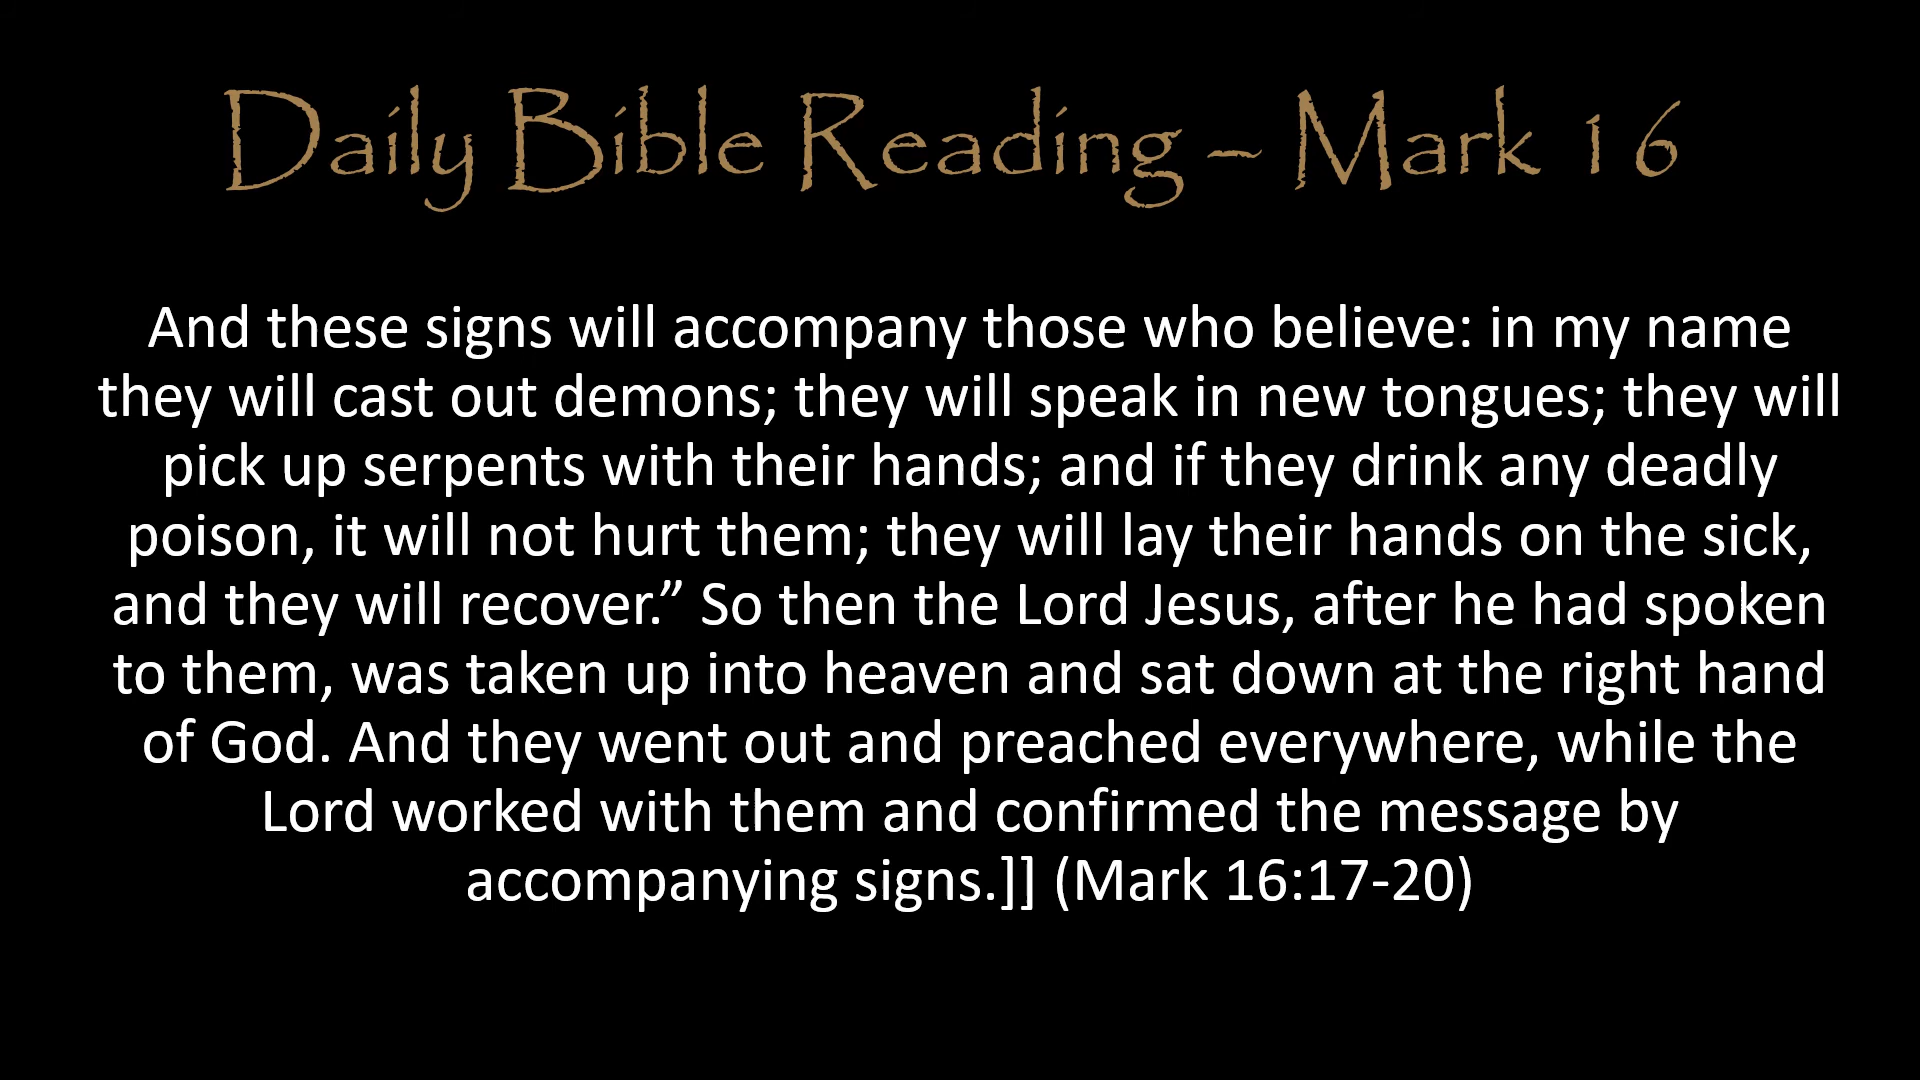 Daily Bible Reading – Mark 16
And these signs will accompany those who believe: in my name
they will cast out demons; they will speak in new tongues; they will
pick up serpents with their hands; and if they drink any deadly
poison, it will not hurt them; they will lay their hands on the sick,
and they will recover.” So then the Lord Jesus, after he had spoken
to them, was taken up into heaven and sat down at the right hand
of God. And they went out and preached everywhere, while the
Lord worked with them and confirmed the message by
accompanying signs.]] (Mark 16:17-20)